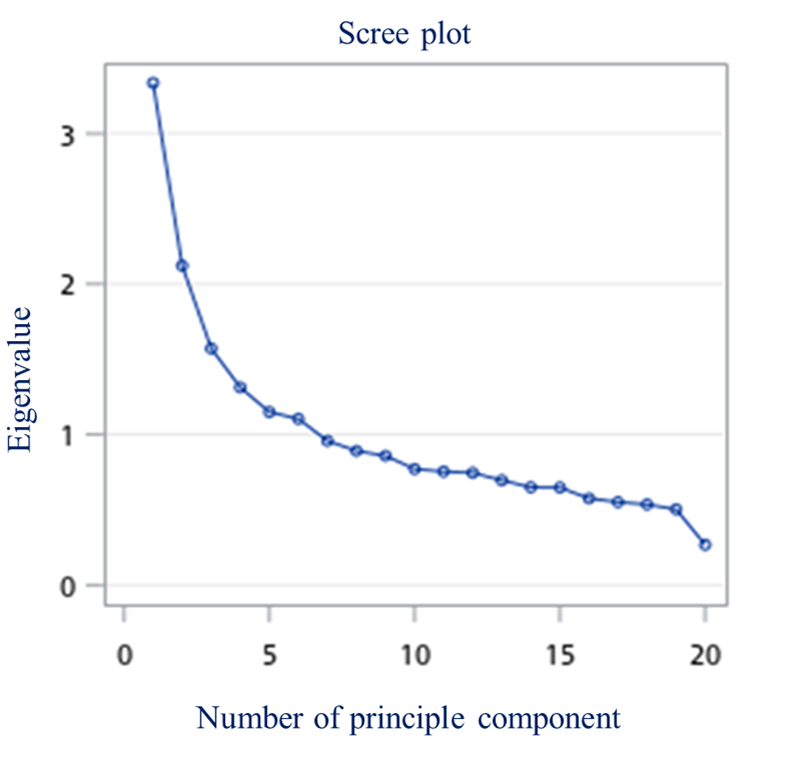 Scree plot
3
2
1
0
Eigenvalue
0 5 10 15 20
Number of principle component